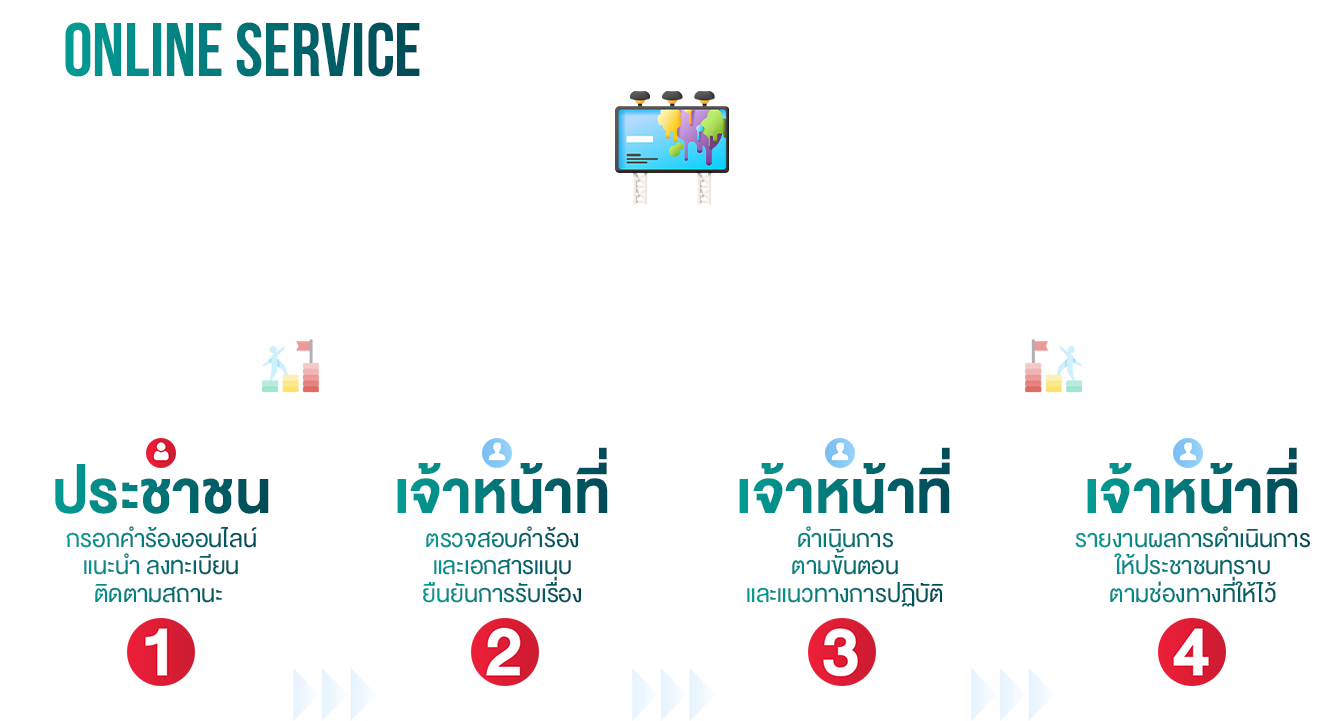 ONLINE SERVICE
ประชาชน
กรอกคำร้องออนไลน์
แนะนำ ลงทะเบียน
ติดตามสถานะ
1
เจ้าหน้าที่
ตรวจสอบคำร้อง
และเอกสารแนบ
ยืนยันการรับเรื่อง
2
เจ้าหน้าที่
ดำเนินการ
ตามขั้นตอน
และแนวทางการปฏิบัติ
3
เจ้าหน้าที่
รายงานผลการดำเนินการ
ให้ประชาชนทราบ
ตามช่องทางที่ให้ไว้
4